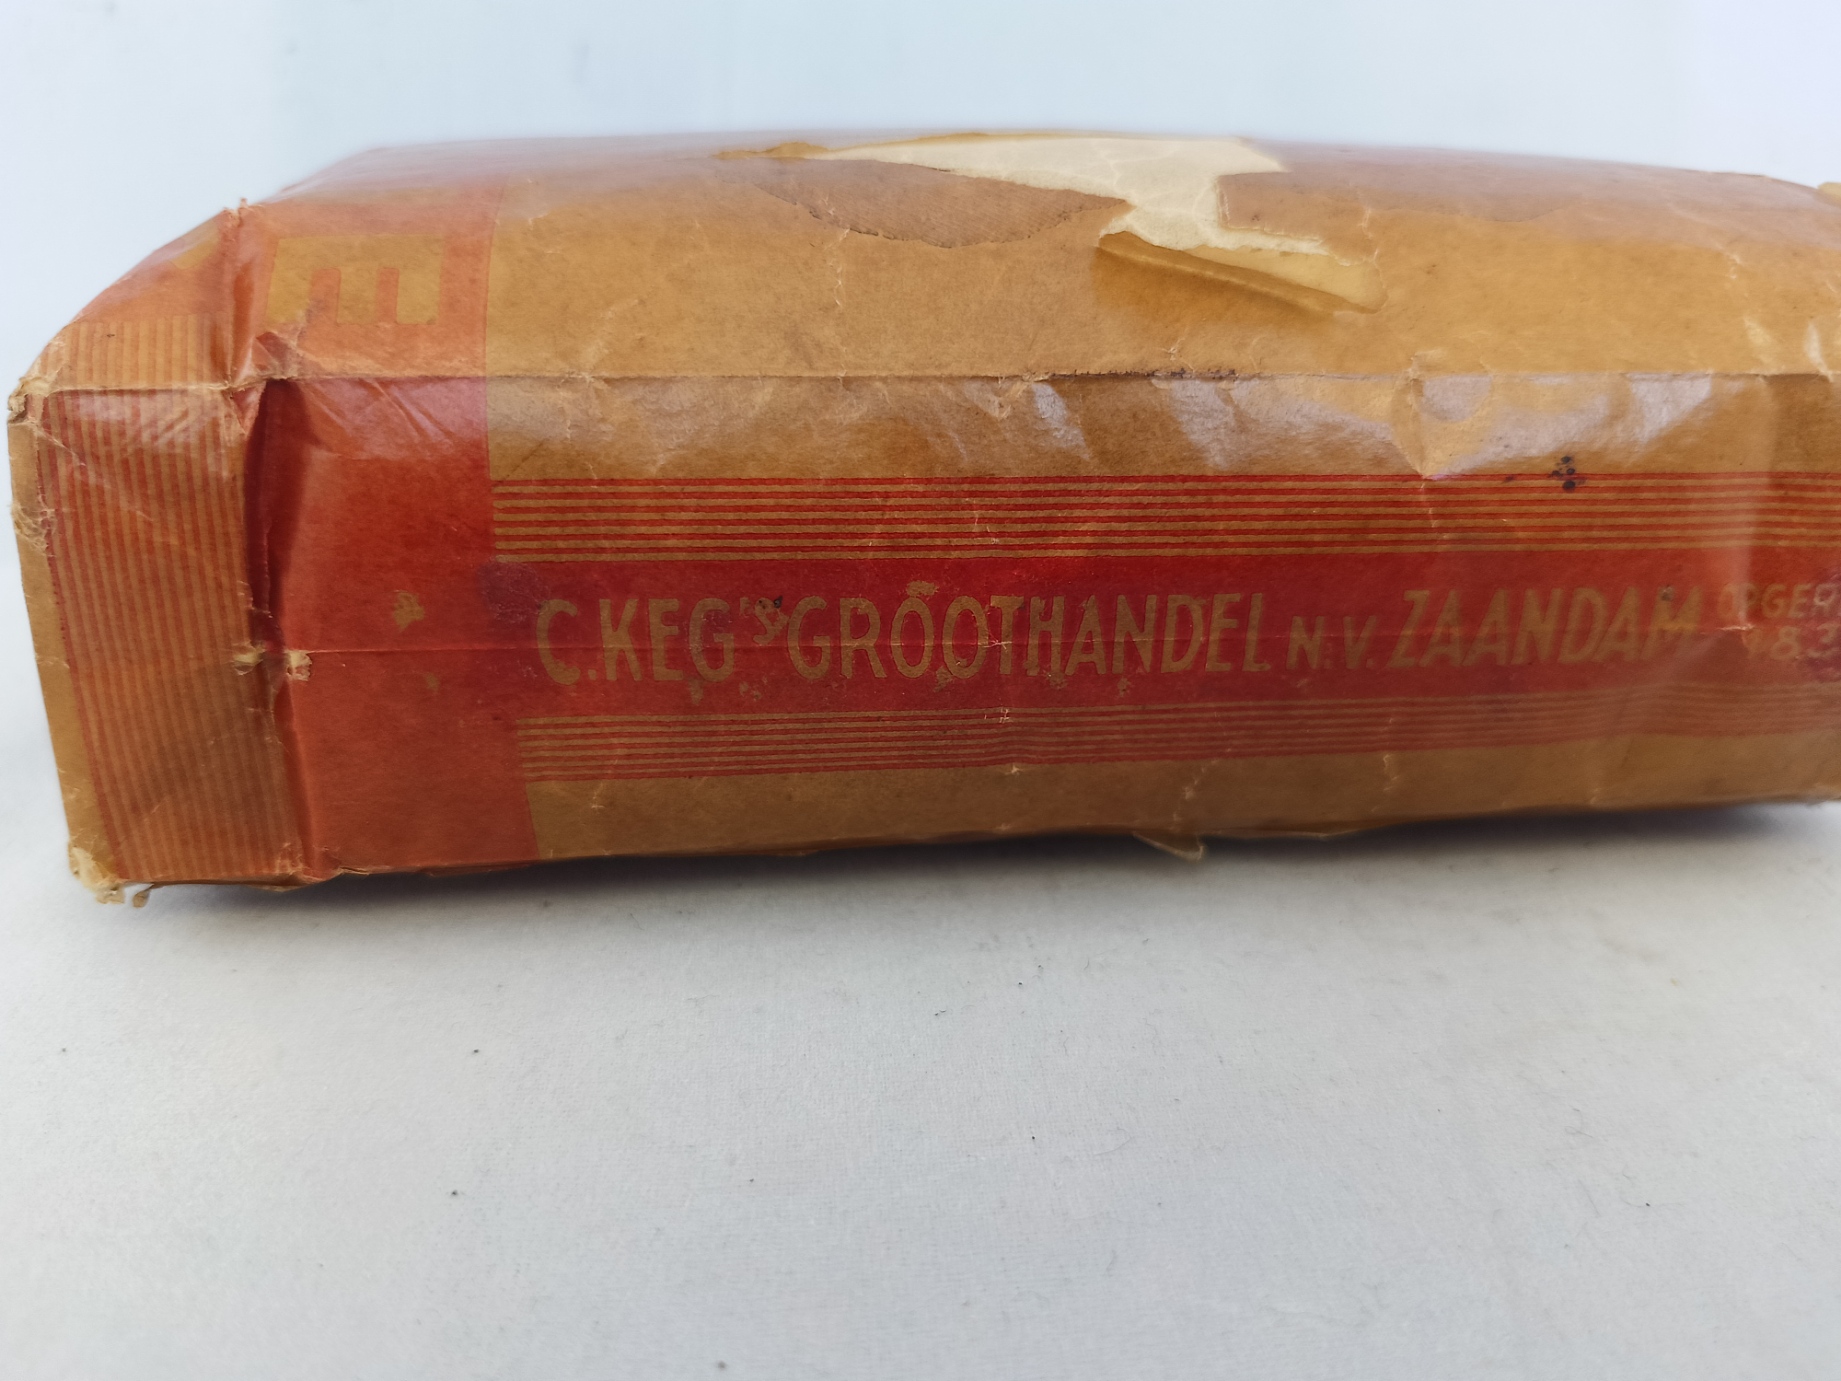 E
C. KEG'S GROOTHANDEL N.V. ZAANDAM